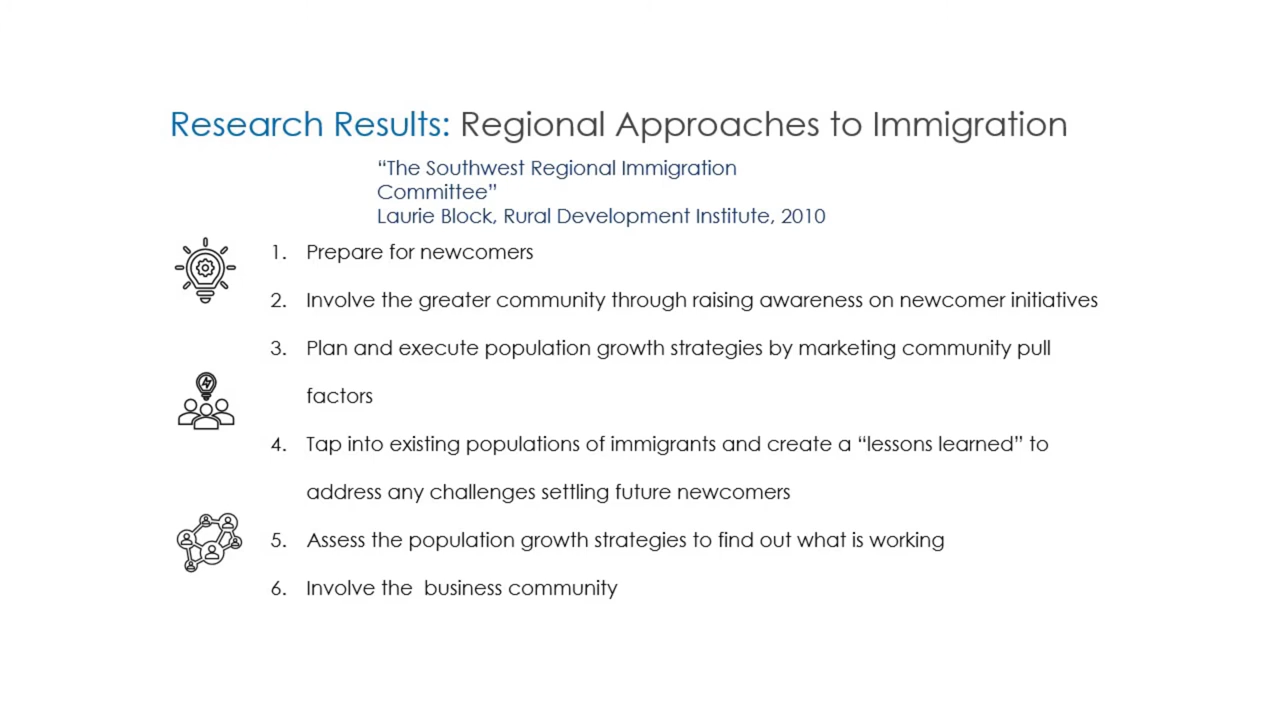 Research Results: Regional Approaches to Immigration
“The Southwest Regional Immigration
Committee”
Laurie Block, Rural Development Institute, 2010
1. Prepare for newcomers
2. Involve the greater community through raising awareness on newcomer initiatives
3. Plan and execute population growth strategies by marketing community pull
factors
4. Tap into existing populations of immigrants and create a “lessons learned” to
address any challenges settling future newcomers
5. Assess the population growth strategies to find out what is working
6. Involve the  business community